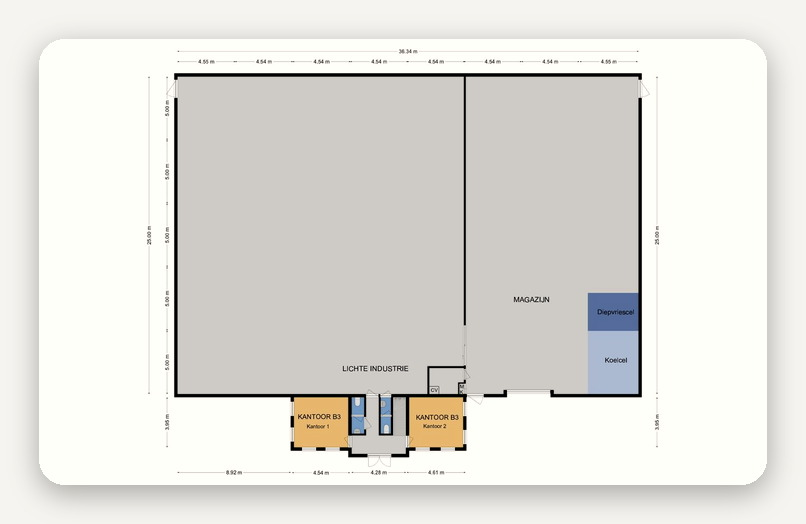 36.34 m
4.55 m 4.54 m 4.54 m 4.54 m 4.54 m 4.54 m 4.54 m 4.55 m
5.00 m
5.00 m
5.00 m
5.00 m
5.00 m
25.00 m
25.00 m
MAGAZIJN
Diepvriescel
Koelcel
LICHTE INDUSTRIE
CV
KANTOOR B3
Kantoor 1
KANTOOR B3
Kantoor 2
3.95 m
3.95 m
8.92 m 4.54 m 4.28 m 4.61 m